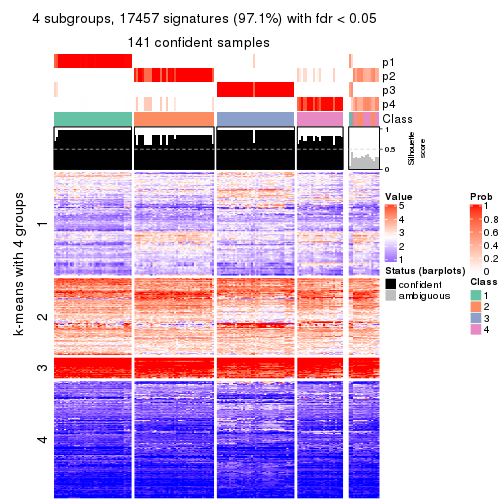 4 subgroups, 17457 signatures (97.1%) with fdr < 0.05
141 confident samples
p1
p2
p3
p4
Class
1
0.5
0
Silhouette
score
k-means with 4 groups
1
2
3
4
Value
5
4
3
2
1
Status (barplots)
confident
ambiguous
Prob
1
0.8
0.6
0.4
0.2
0
Class
1
2
3
4